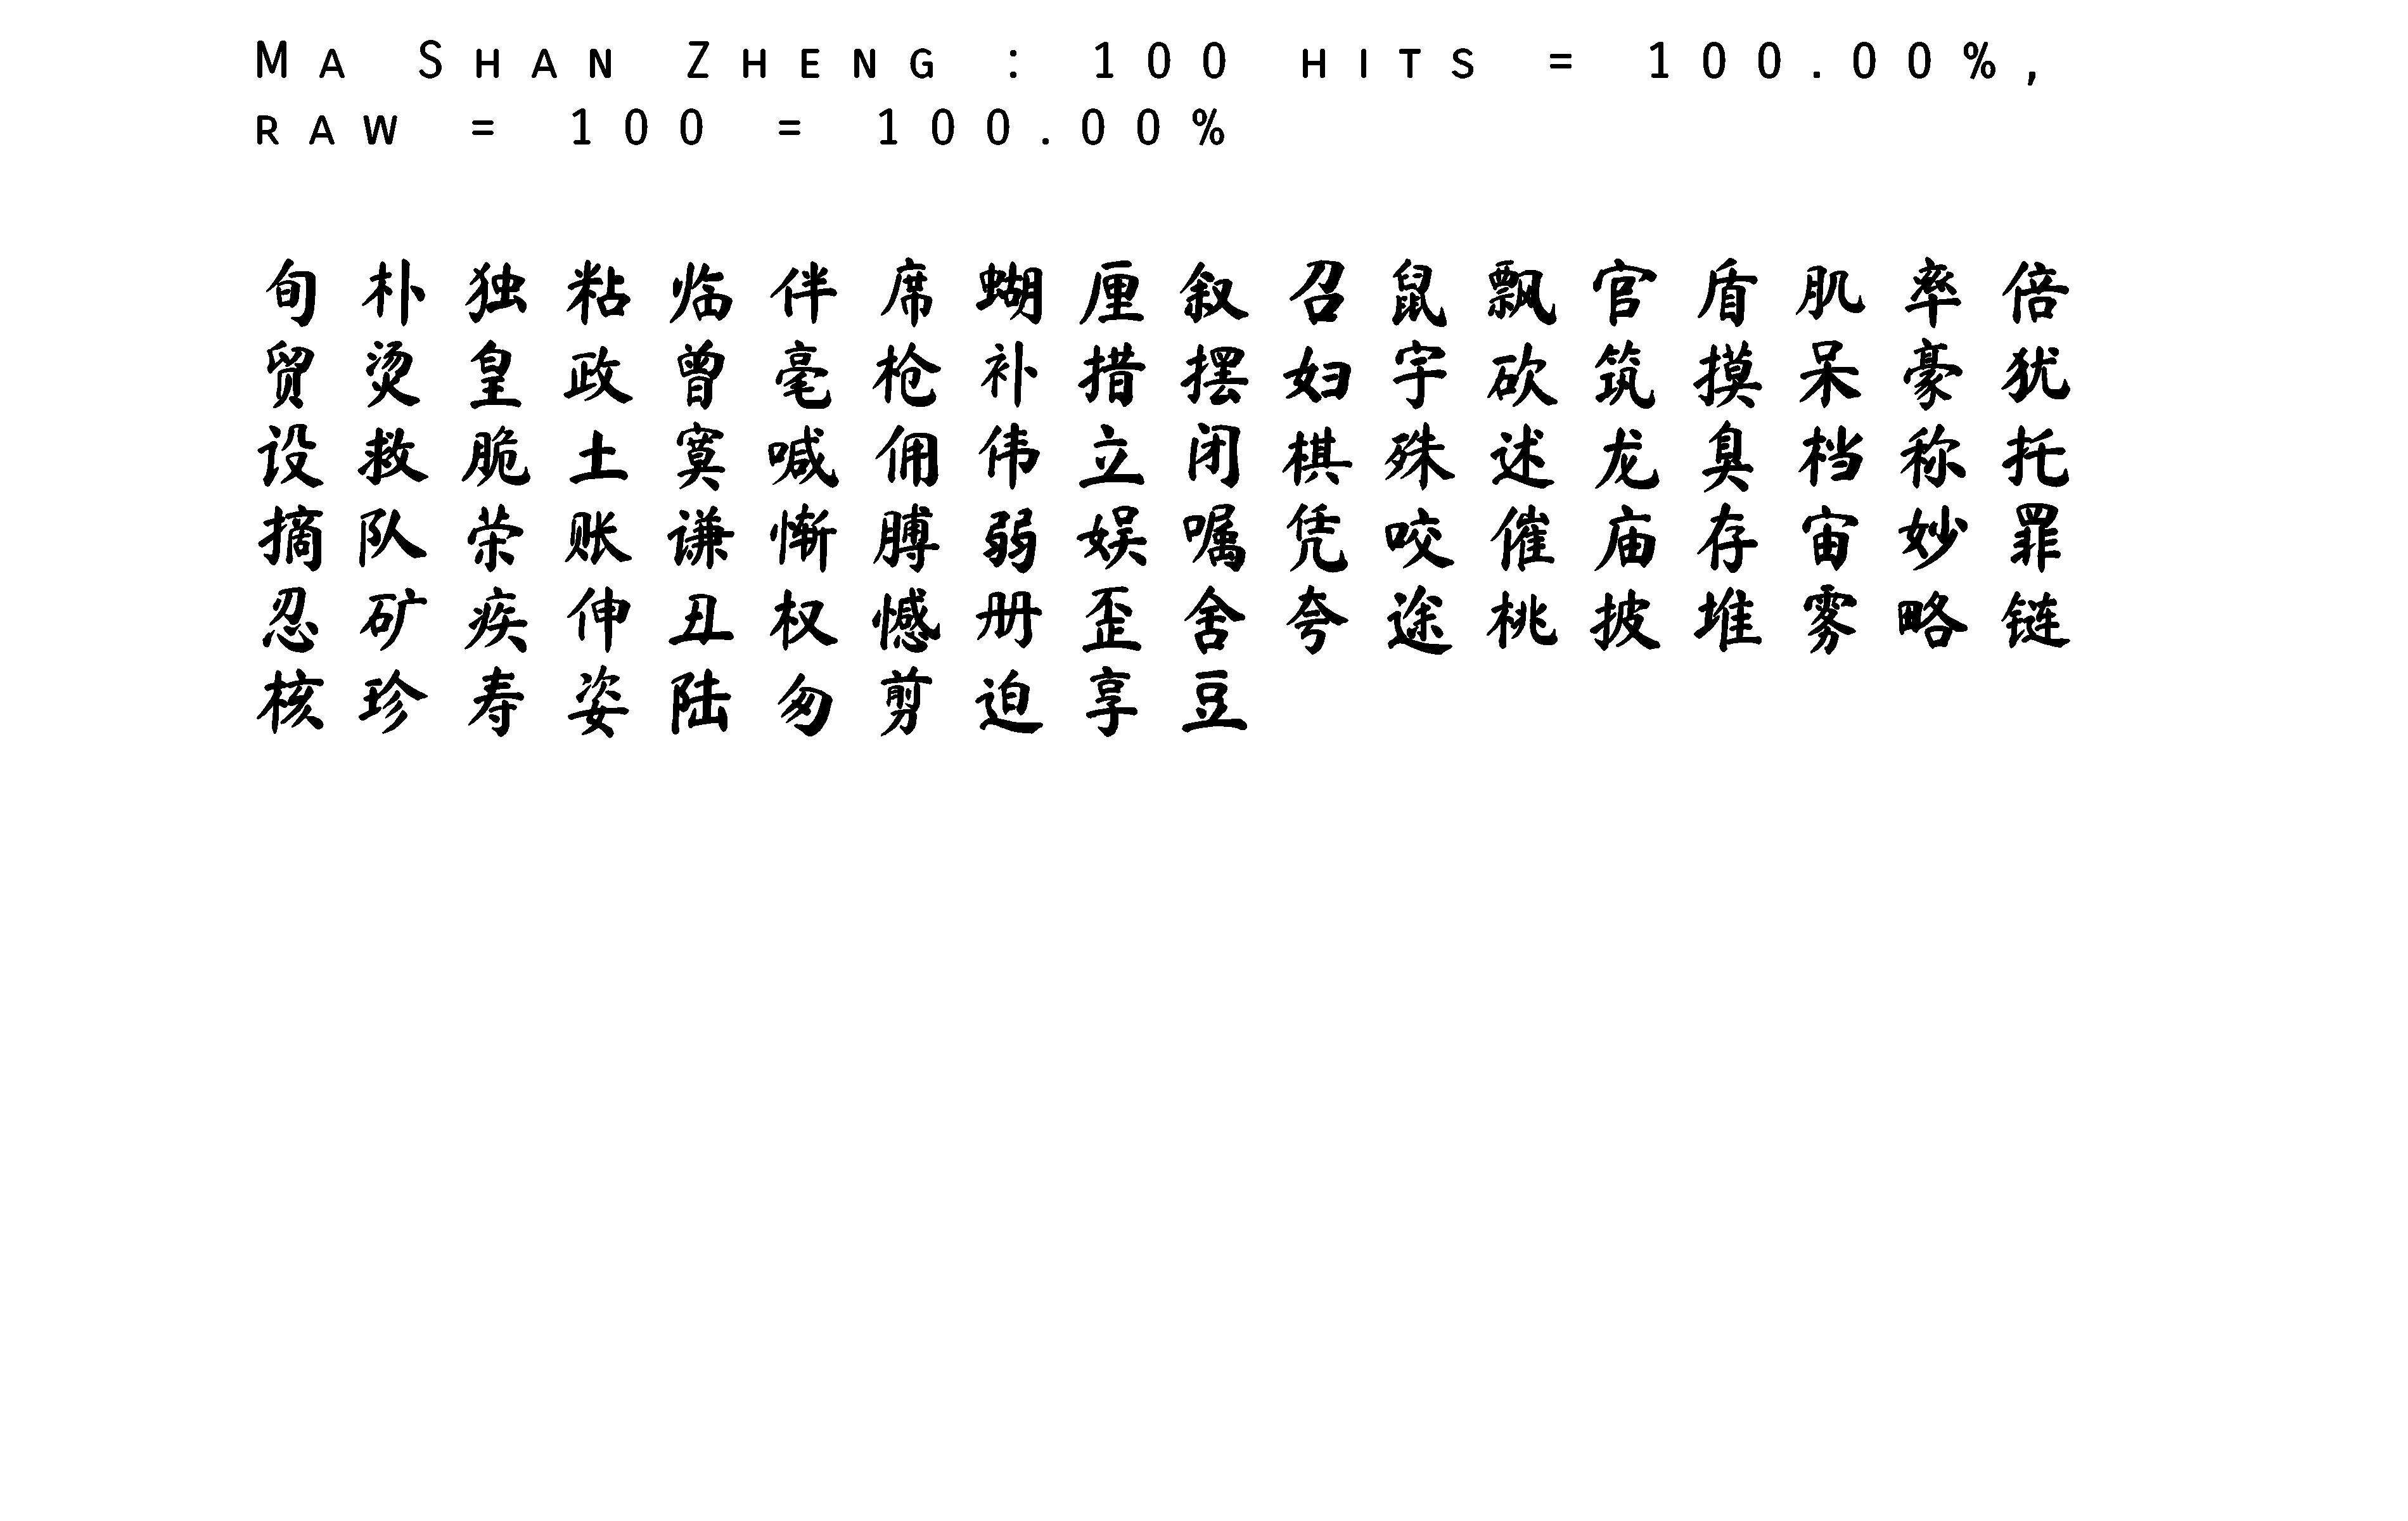 Ma Shan Zheng : 100 hits = 100.00%,
raw = 100 = 100.00%
旬 朴 独 粘 临 伴 席 蝴 厘 叙 召 鼠 飘 官 盾 肌 率 倍
贸 烫 皇 政 曾 毫 枪 补 措 摆 妇 宇 砍 筑 摸 呆 豪 犹
设 救 脆 土 寞 喊 佣 伟 立 闭 棋 殊 述 龙 臭 档 称 托
摘 队 荣 账 谦 惭 膊 弱 娱 嘱 凭 咬 催 庙 存 宙 妙 罪
忍 矿 疾 伸 丑 权 憾 册 歪 舍 夸 途 桃 披 堆 雾 略 链
核 珍 寿 姿 陆 匆 剪 迫 享 豆